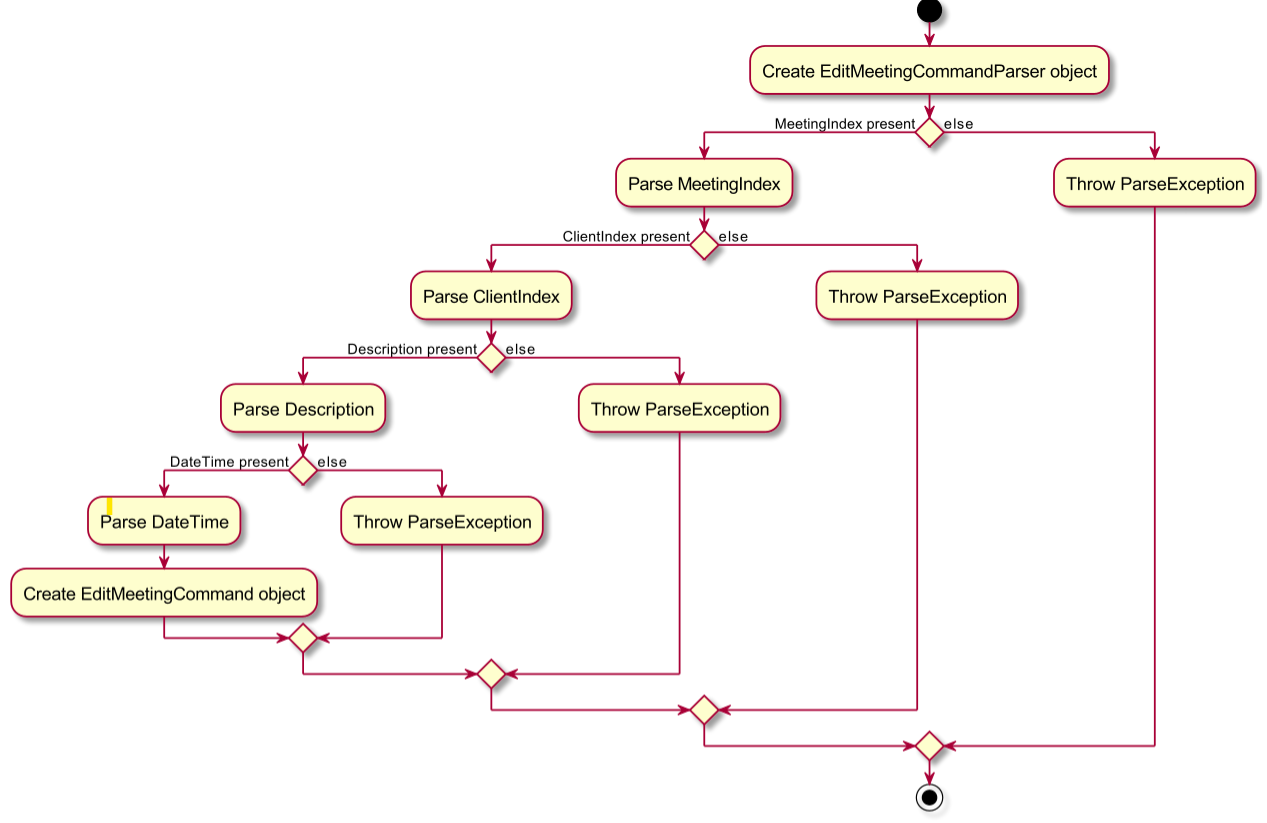 Create EditMeetingCommandParser object
MeetingIndex present
else
Parse MeetingIndex
Throw ParseException
ClientIndex present
else
Parse ClientIndex
Throw ParseException
Description present
else
Parse Description
Throw ParseException
DateTime present
else
Parse DateTime
Throw ParseException
Create EditMeetingCommand object